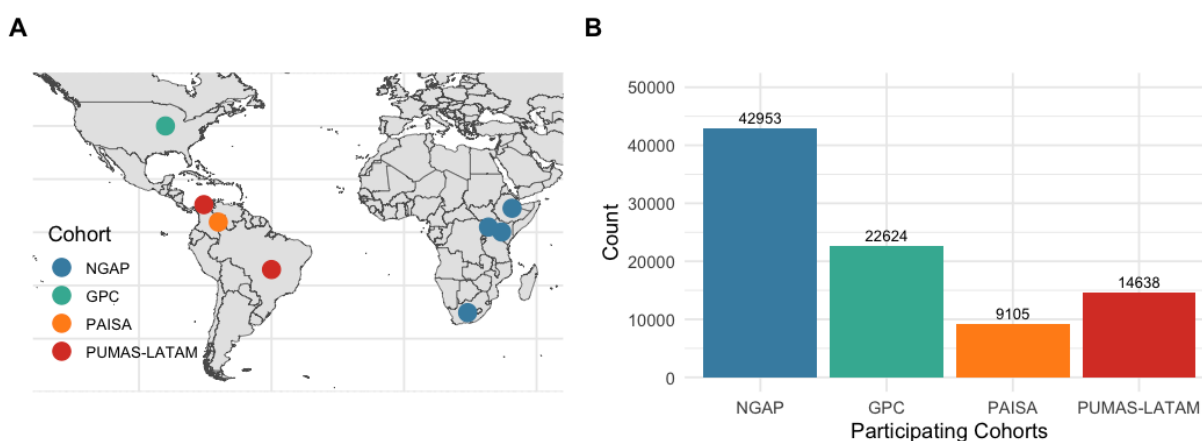 A
Cohort
NGAP
GPC
PAISA
PUMAS-LATAM
B
50000
40000
30000
20000
10000
0
Count
42953
22624
9105
14638
NGAP
GPC
PAISA
PUMAS-LATAM
Participating Cohorts